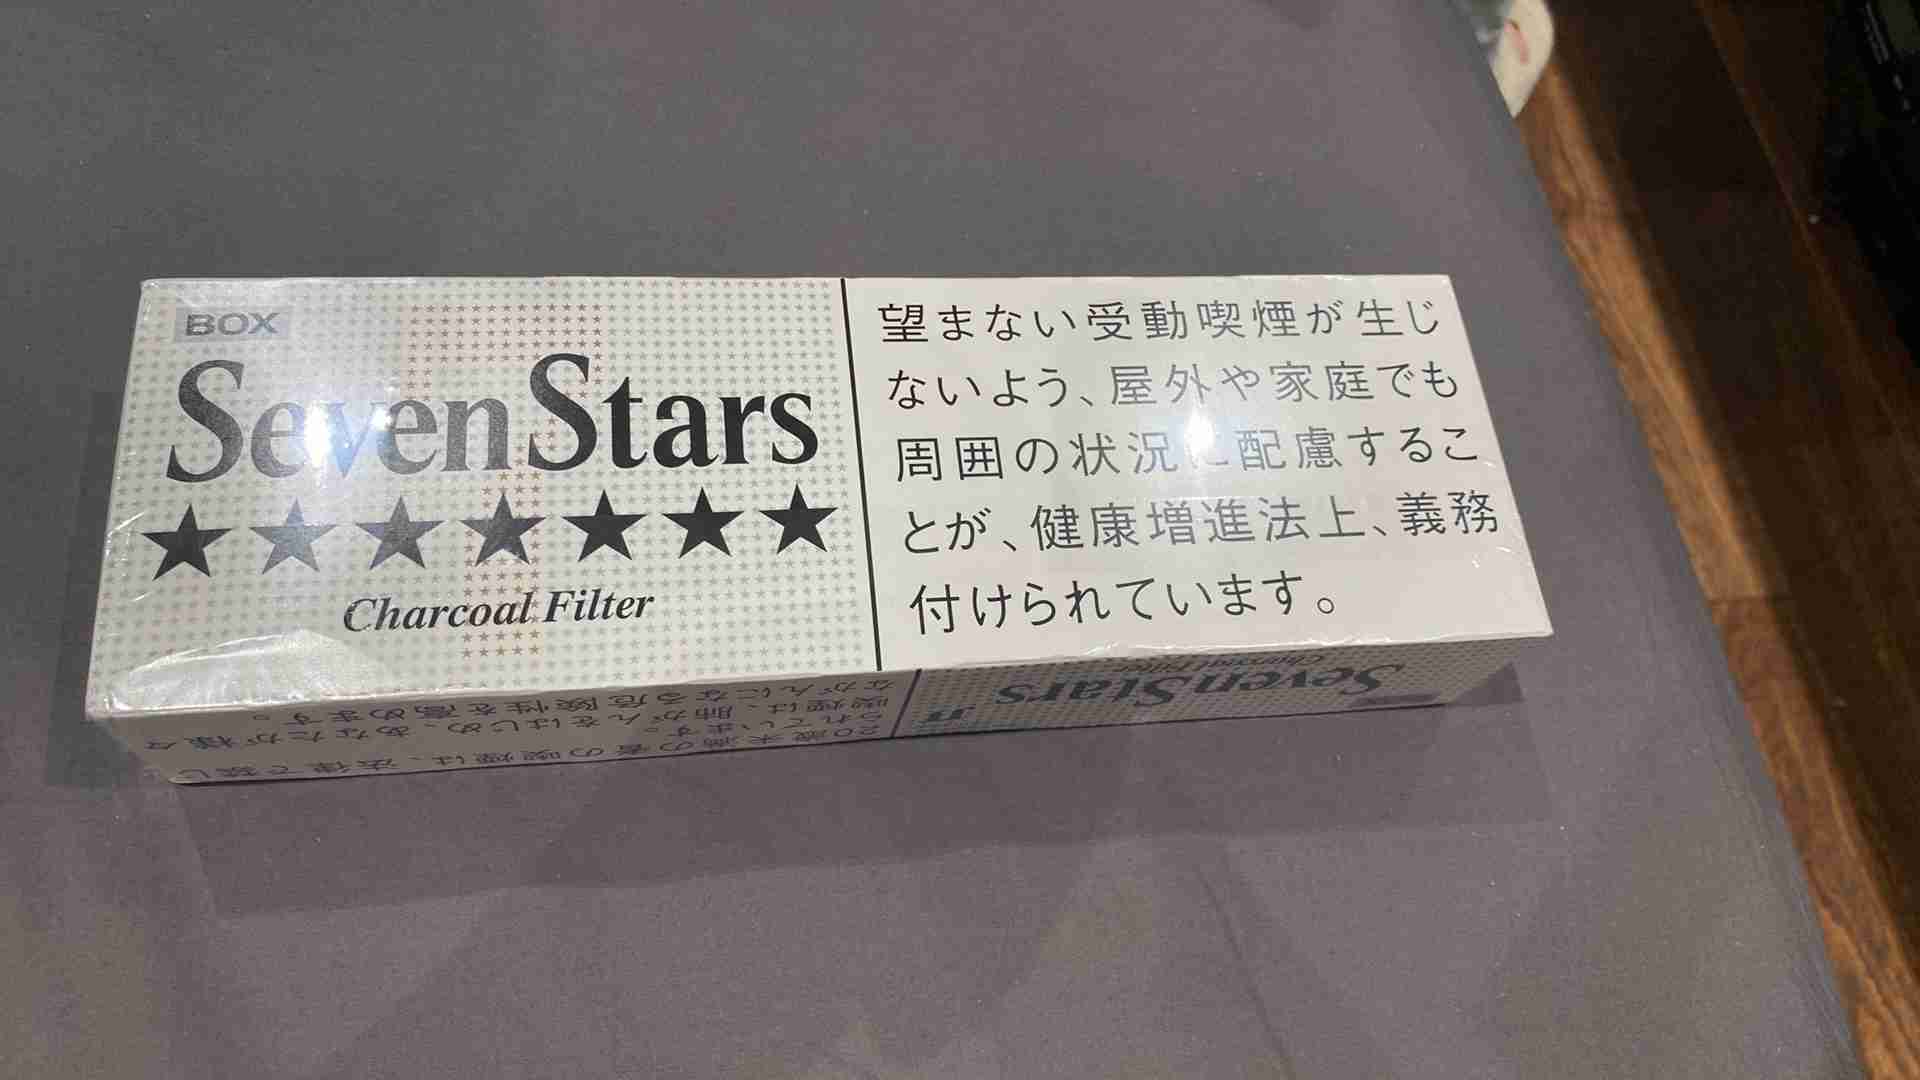 BOX
SevenStars
Charcoal Filter
望まない受動喫煙が生じ
ないよう、屋外や家庭でも
周囲の状況に配慮するこ
とが、健康増進法上、義務
付けられています。
Charcoal Filter
SevenStars
20歳未満の者の喫煙は、法律で禁じ
られています。
喫煙は、肺がんをはじめ、あなたが様々
ながんになる危険性を高めます。